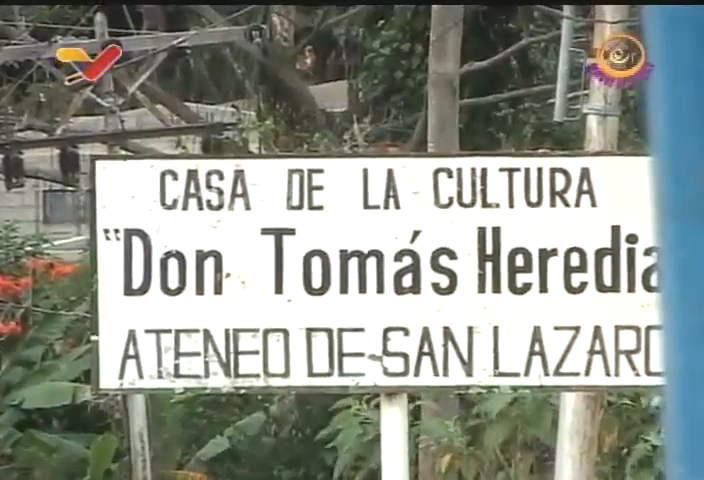 CASA DE LA CULTURA
"Don Tomás Heredia
ATENEO DE SAN LAZARO